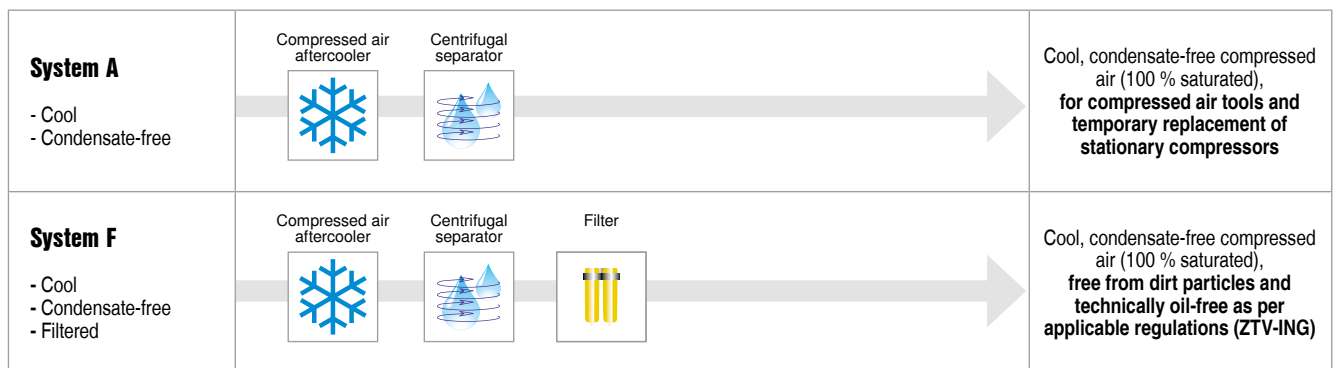 System A
- Cool
- Condensate-free
Compressed air
aftercooler
Centrifugal
separator
Cool, condensate-free compressed
air (100 % saturated),
for compressed air tools and
temporary replacement of
stationary compressors
System F
- Cool
- Condensate-free
- Filtered
Compressed air
aftercooler
Centrifugal
separator
Filter
Cool, condensate-free compressed
air (100 % saturated),
free from dirt particles and
technically oil-free as per
applicable regulations (ZTV-ING)